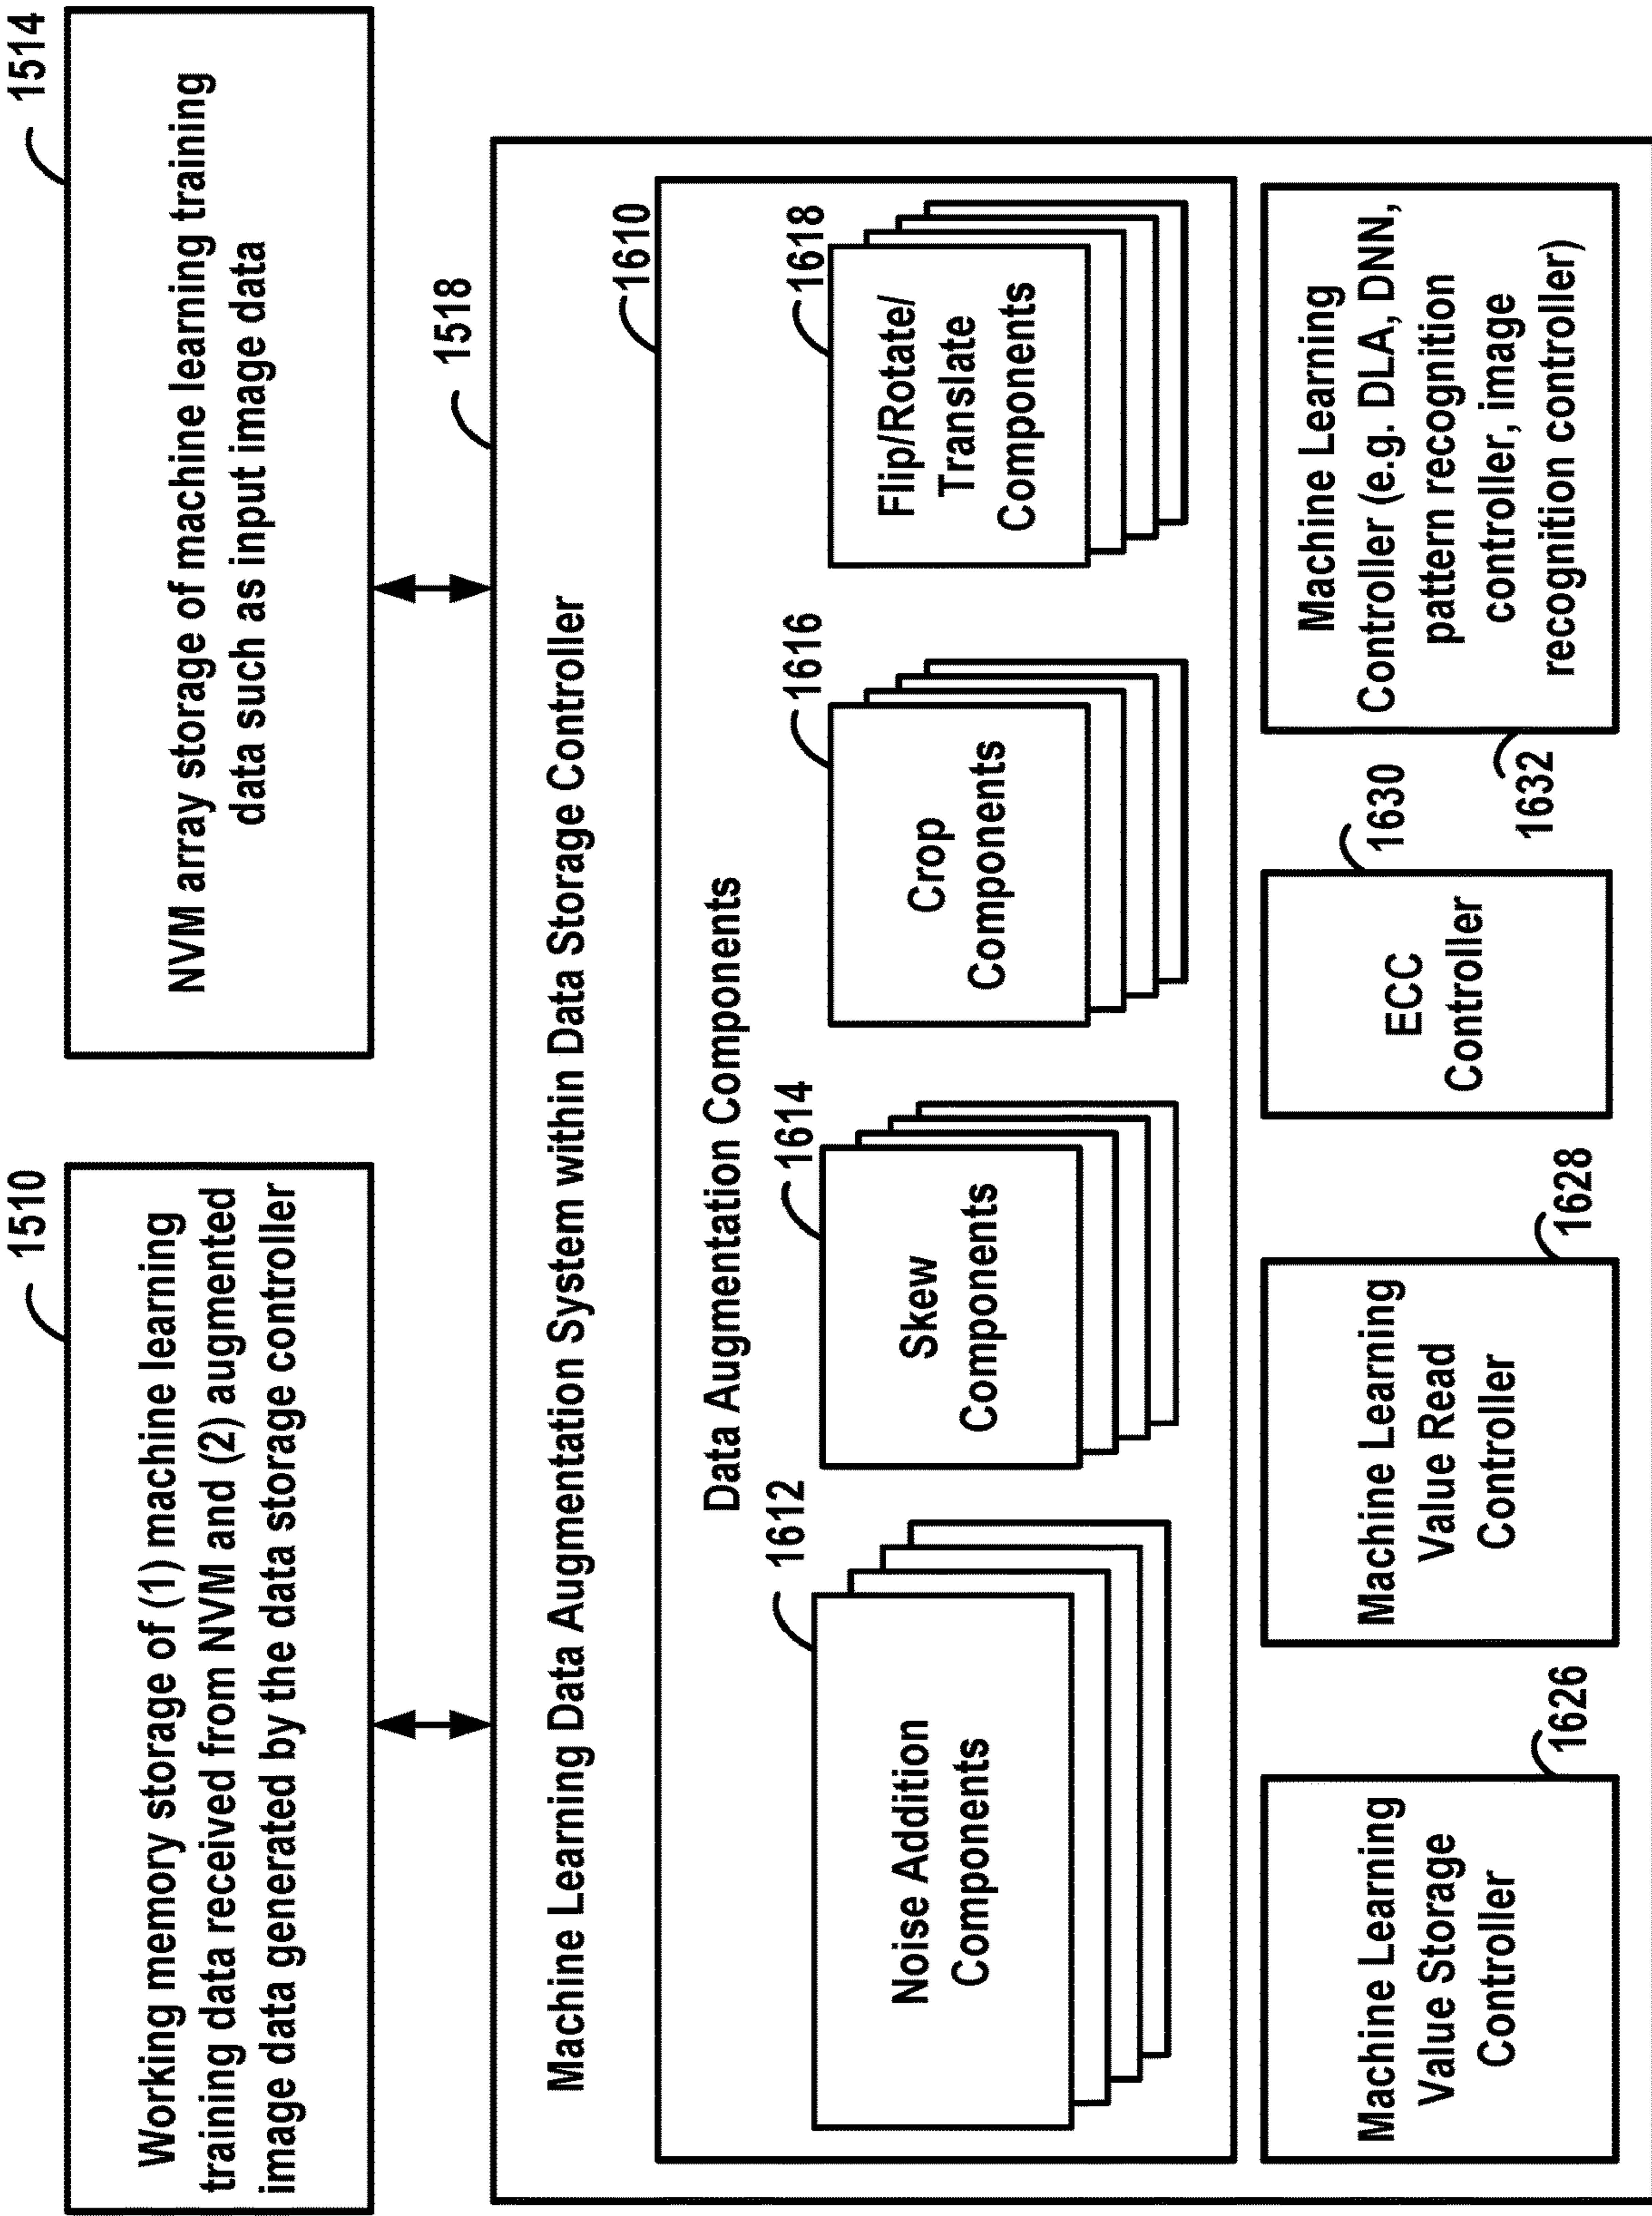 1510
Working memory storage of (1) machine learning
training data received from NVM and (2) augmented
image data generated by the data storage controller
1514
NVM array storage of machine learning training
data such as input image data
1518
Machine Learning Data Augmentation System within Data Storage Controller
1610
Data Augmentation Components
1612
Noise Addition
Components
1614
Skew
Components
1616
Crop
Components
1618
Flip/Rotate/
Translate
Components
Machine Learning
Value Storage
Controller
1626
Machine Learning
Value Read
Controller
1628
ECC
Controller
1630
Machine Learning
Controller (e.g. DLA, DNN,
pattern recognition
controller, image
recognition controller)
1632